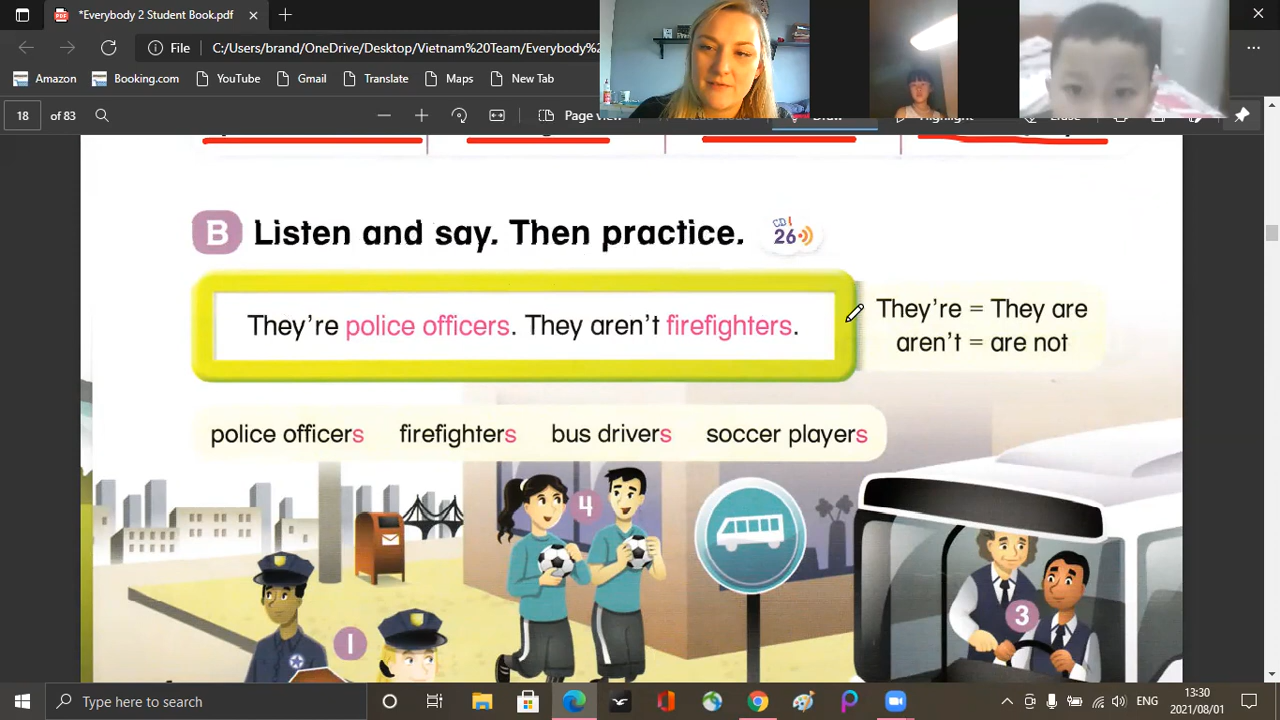 *Everybody 2 Student Book.pdf
File C:/Users/brand/OneDrive/Desktop/Vietnam%20Team/Everybody%
Amazon Booking.com YouTube Gmail Translate Maps New Tab
18 of 83 Page view Draw Highlight Erase
B Listen and say. Then practice. CD1 26
They're police officers. They aren't firefighters.
They're = They are
aren't = are not
police officers firefighters bus drivers soccer players
4
3
1
Type here to search
13:30
ENG
2021/08/01